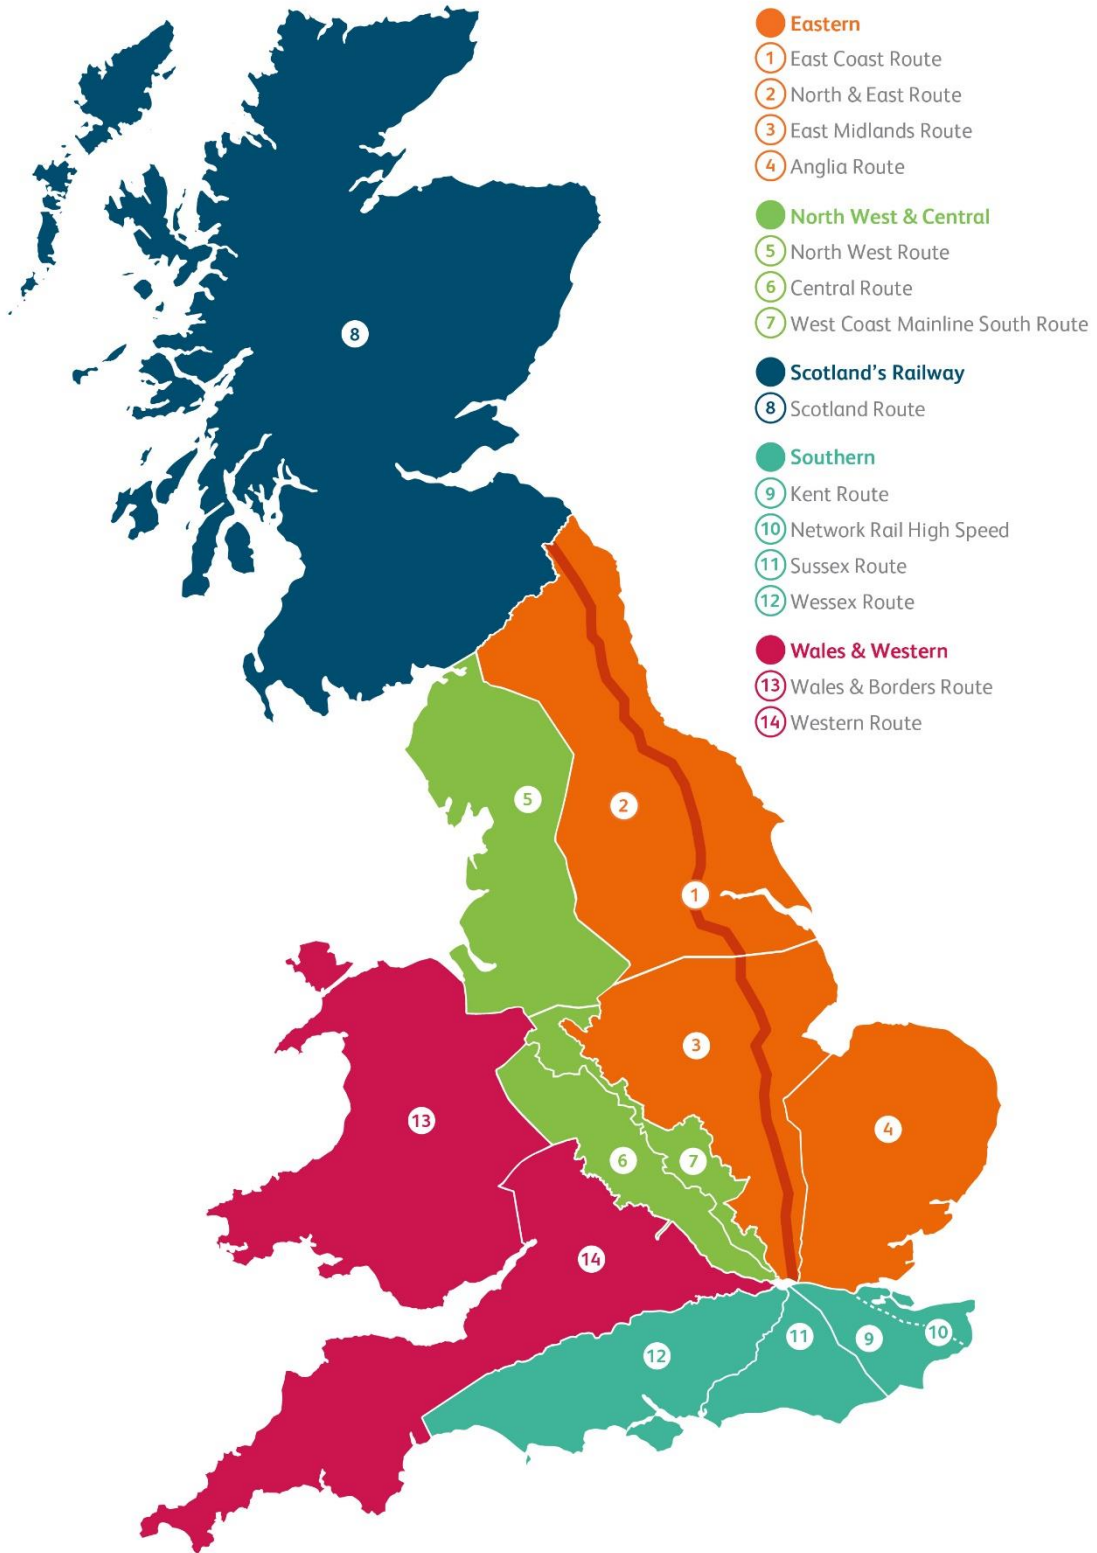 Eastern
1 East Coast Route
2 North & East Route
3 East Midlands Route
4 Anglia Route
North West & Central
5 North West Route
6 Central Route
7 West Coast Mainline South Route
Scotland's Railway
8 Scotland Route
Southern
9 Kent Route
10 Network Rail High Speed
11 Sussex Route
12 Wessex Route
Wales & Western
13 Wales & Borders Route
14 Western Route
8
5
2
1
3
13
4
6
7
14
10
11
9
12